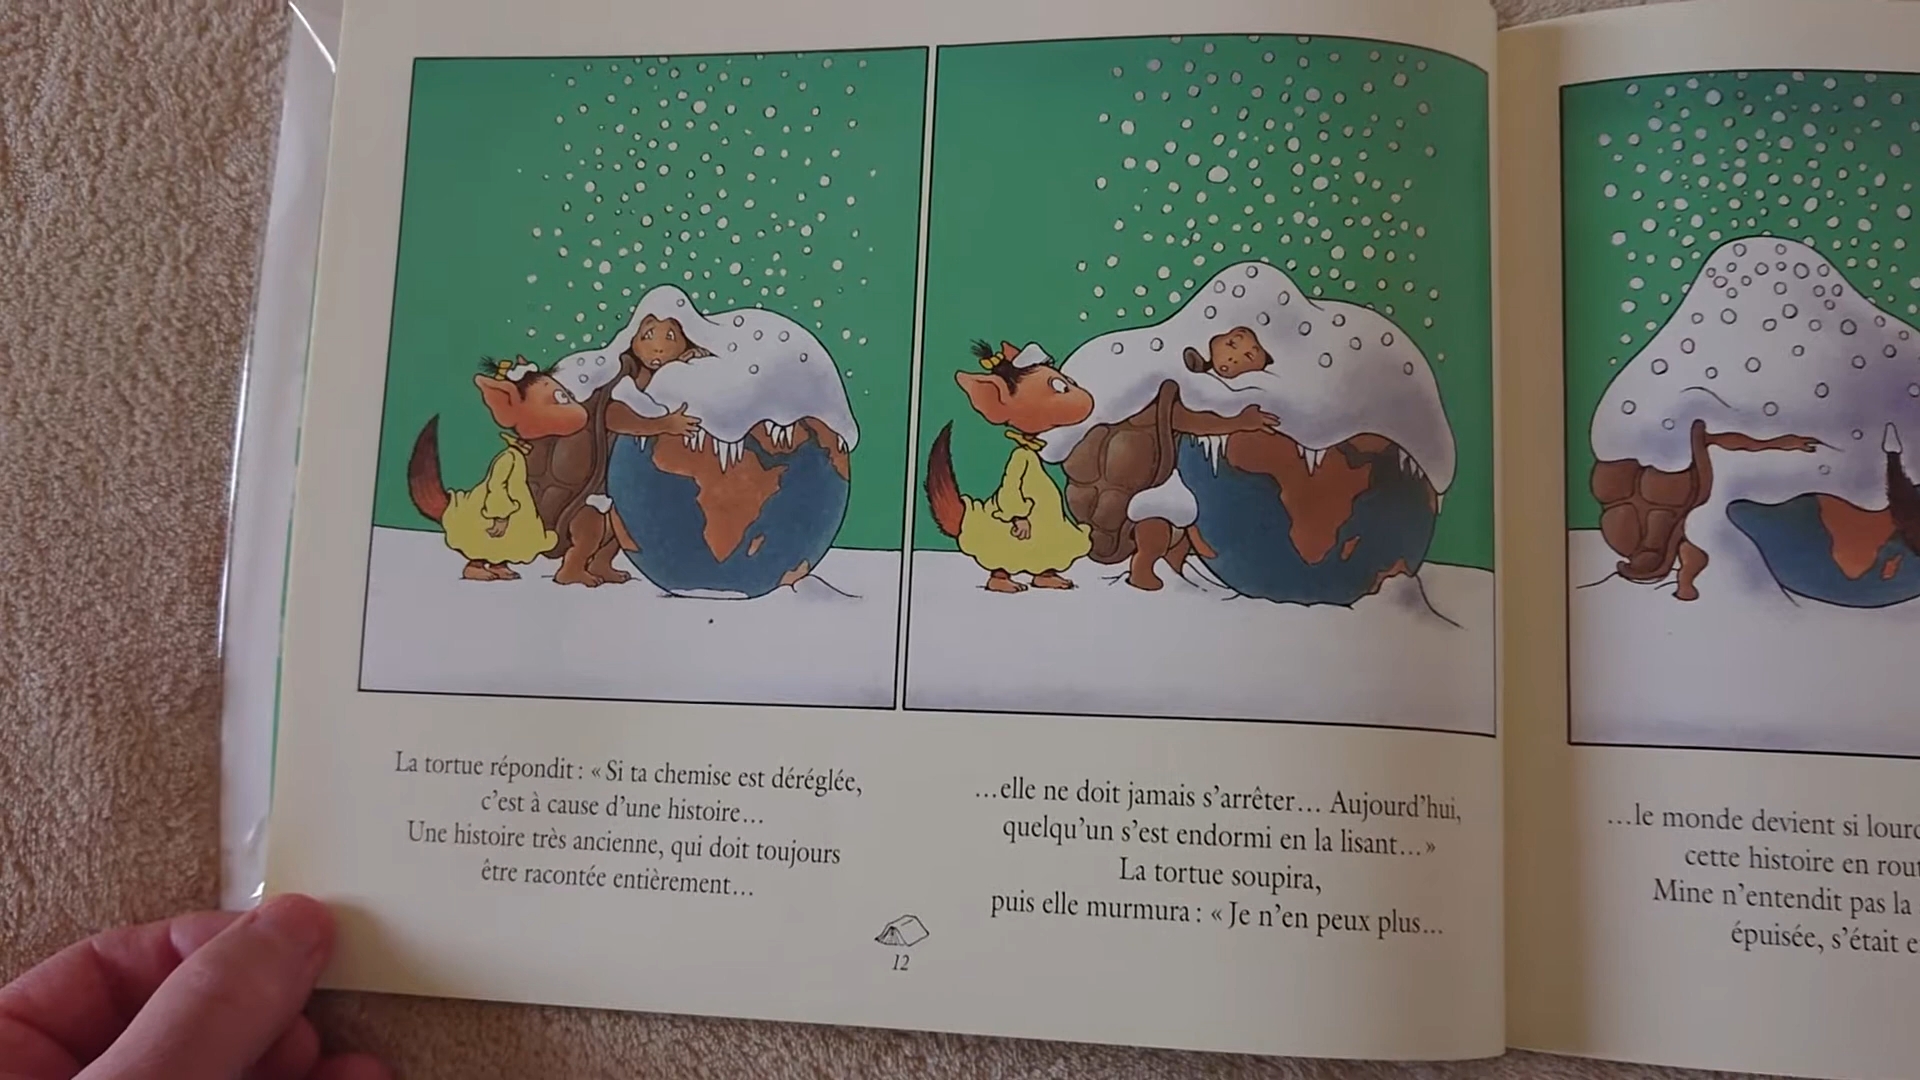 La tortue répondit : « Si ta chemise est déréglée,
c'est à cause d'une histoire…
Une histoire très ancienne, qui doit toujours
être racontée entièrement…
…elle ne doit jamais s'arrêter… Aujourd'hui,
quelqu'un s'est endormi en la lisant… »
La tortue soupira,
puis elle murmura : « Je n'en peux plus…
12
…le monde devient si lourd
cette histoire en
Mine n'entendit pas la
épuisée, s'était